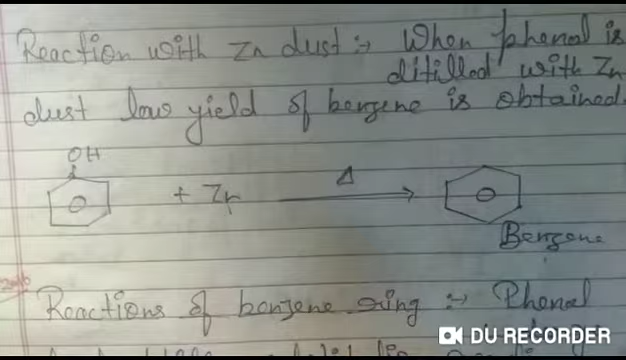 Reaction with Zn dust :- When phenol is
ditilled with Zn
dust low yield of benzene is obtained.
OH
+ Zn
Δ
Benzene
Reactions of benzene ring :- Phenol
DU RECORDER